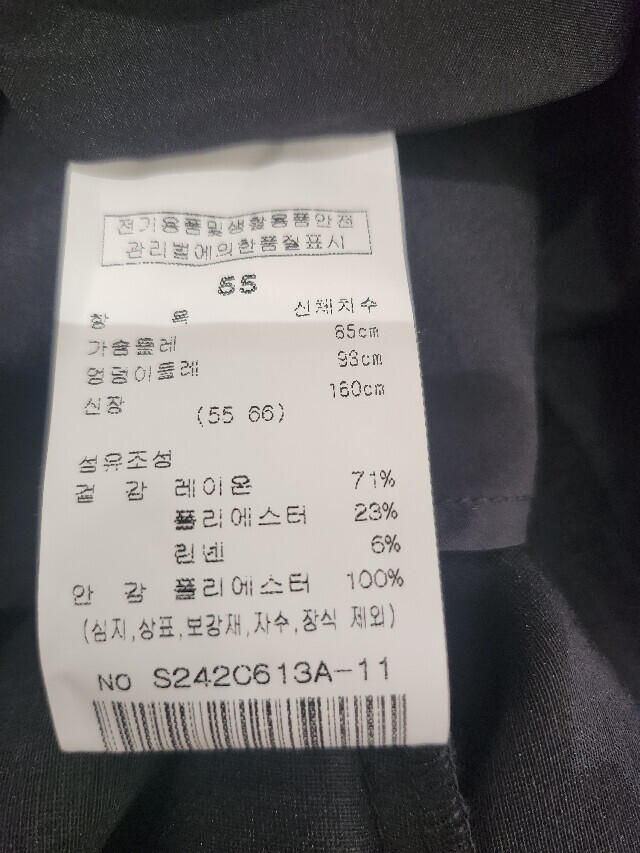 전기용품및생활용품안전
관리법에의한품질표시
55
항 목 신체치수
가슴둘레 85cm
엉덩이둘레 93cm
신장 160cm
(55 66)
섬유조성
겉 감 레이온 71%
폴리에스터 23%
린넨 6%
안 감 폴리에스터 100%
(심지,상표,보강재,자수,장식 제외)
NO S242C613A-11